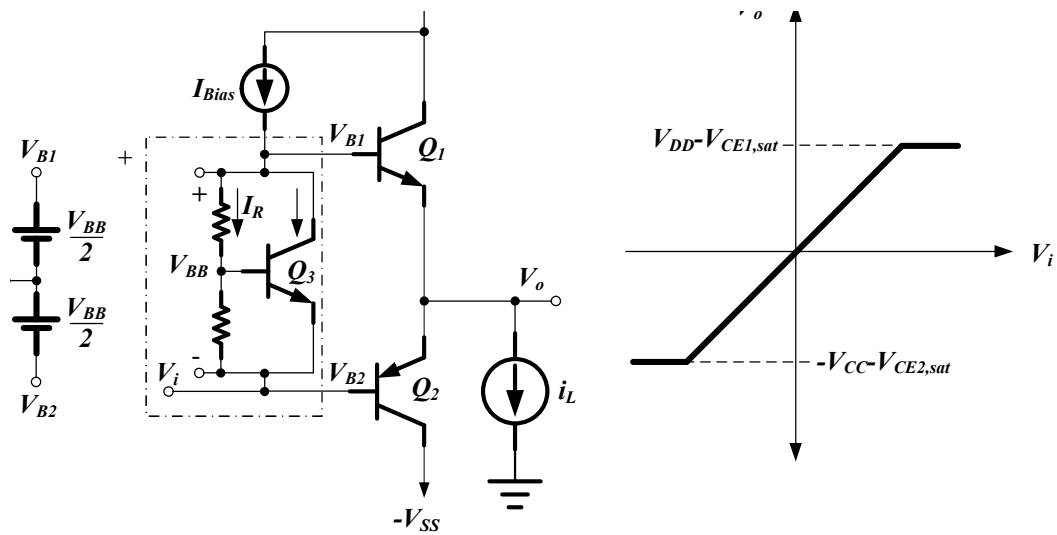 I_Bias
V_B1
V_BB
2
V_BB
2
V_B2
+
V_B1
Q_1
+
I_R
V_BB
Q_3
-
V_i
V_B2
Q_2
V_o
i_L
-V_SS
V_DD-V_CE1,sat
V_i
-V_CC-V_CE2,sat